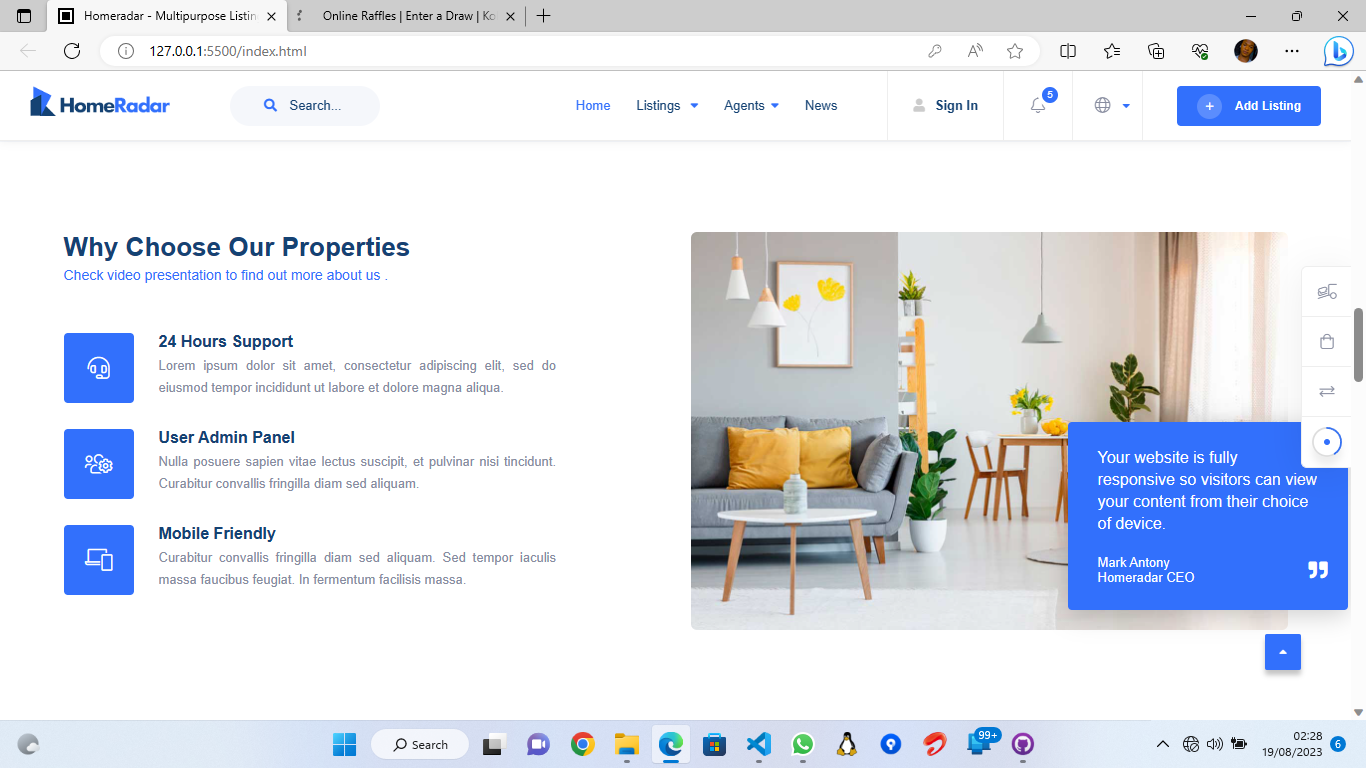 Homeradar - Multipurpose Listin
Online Raffles | Enter a Draw | Ko
127.0.0.1:5500/index.html
HomeRadar
Search...
Home
Listings
Agents
News
Sign In
5
Add Listing
Why Choose Our Properties
Check video presentation to find out more about us .
24 Hours Support
Lorem ipsum dolor sit amet, consectetur adipiscing elit, sed do
eiusmod tempor incididunt ut labore et dolore magna aliqua.
User Admin Panel
Nulla posuere sapien vitae lectus suscipit, et pulvinar nisi tincidunt.
Curabitur convallis fringilla diam sed aliquam.
Mobile Friendly
Curabitur convallis fringilla diam sed aliquam. Sed tempor iaculis
massa faucibus feugiat. In fermentum facilisis massa.
Your website is fully
responsive so visitors can view
your content from their choice
of device.
Mark Antony
Homeradar CEO
Search
99+
02:28
19/08/2023
6